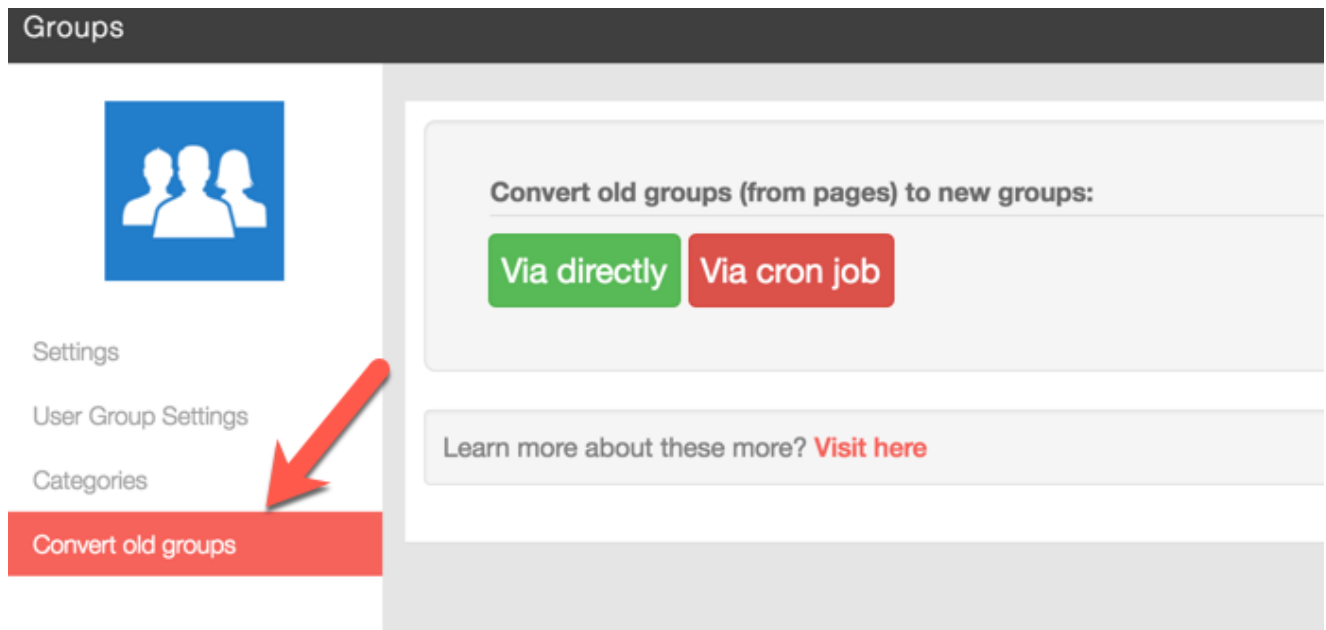 Groups
Settings
User Group Settings
Categories
Convert old groups
Convert old groups (from pages) to new groups:
Via directly Via cron job
Learn more about these more? Visit here